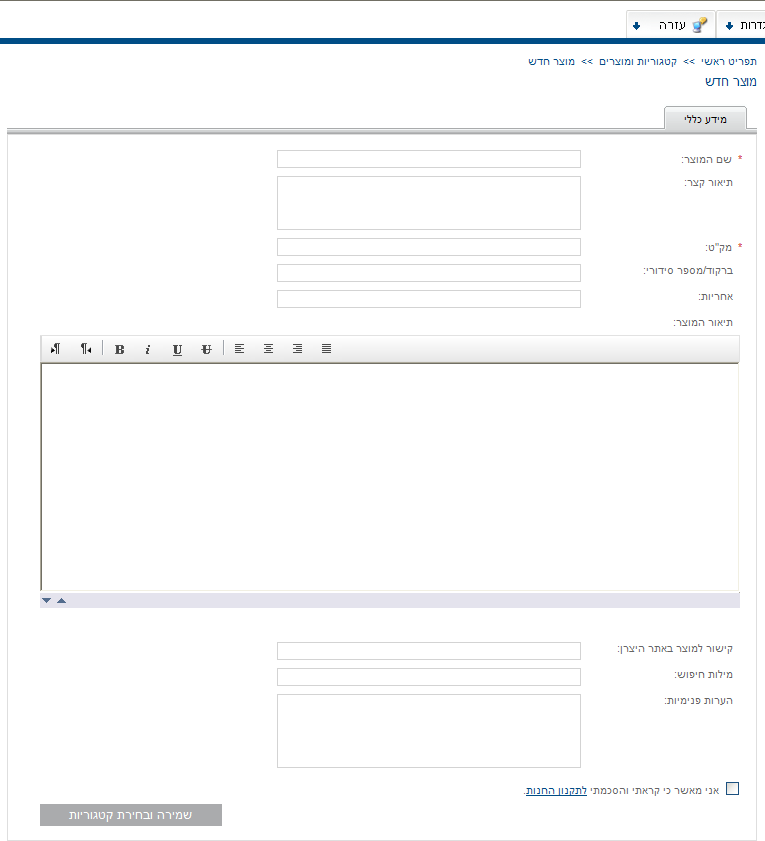 עזרה
תפריט ראשי >> קטגוריות ומוצרים >> מוצר חדש
מוצר חדש
מידע כללי
* שם המוצר:
תיאור קצר:
* מק"ט:
ברקוד/מספר סידורי:
אחריות:
תיאור המוצר:
B i U U
קישור למוצר באתר היצרן:
מילות חיפוש:
הערות פנימיות:
אני מאשר כי קראתי והסכמתי לתקנון החנות.
שמירה ובחירת קטגוריות